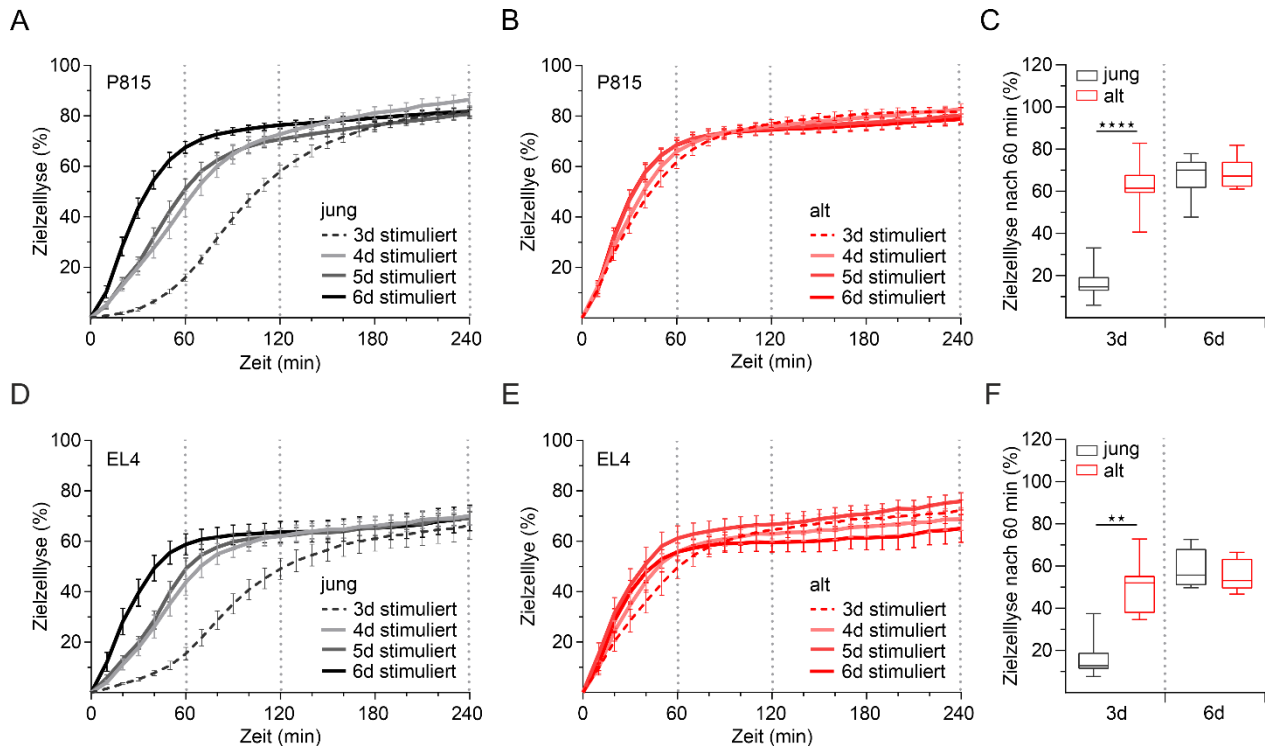 A
Zielzelllyse (%)
100
80
60
40
20
P815
jung
3d stimuliert
4d stimuliert
5d stimuliert
6d stimuliert
0 60 120 180 240
Zeit (min)
B
Zielzelllye (%)
100
80
60
40
20
P815
alt
3d stimuliert
4d stimuliert
5d stimuliert
6d stimuliert
0 60 120 180 240
Zeit (min)
C
Zielzelllyse nach 60 min (%)
120
100
80
60
40
20
jung
alt
****
3d 6d
D
Zielzelllyse (%)
100
80
60
40
20
EL4
jung
3d stimuliert
4d stimuliert
5d stimuliert
6d stimuliert
0 60 120 180 240
Zeit (min)
E
Zielzelllye (%)
100
80
60
40
20
EL4
alt
3d stimuliert
4d stimuliert
5d stimuliert
6d stimuliert
0 60 120 180 240
Zeit (min)
F
Zielzelllyse nach 60 min (%)
120
100
80
60
40
20
jung
alt
**
3d 6d